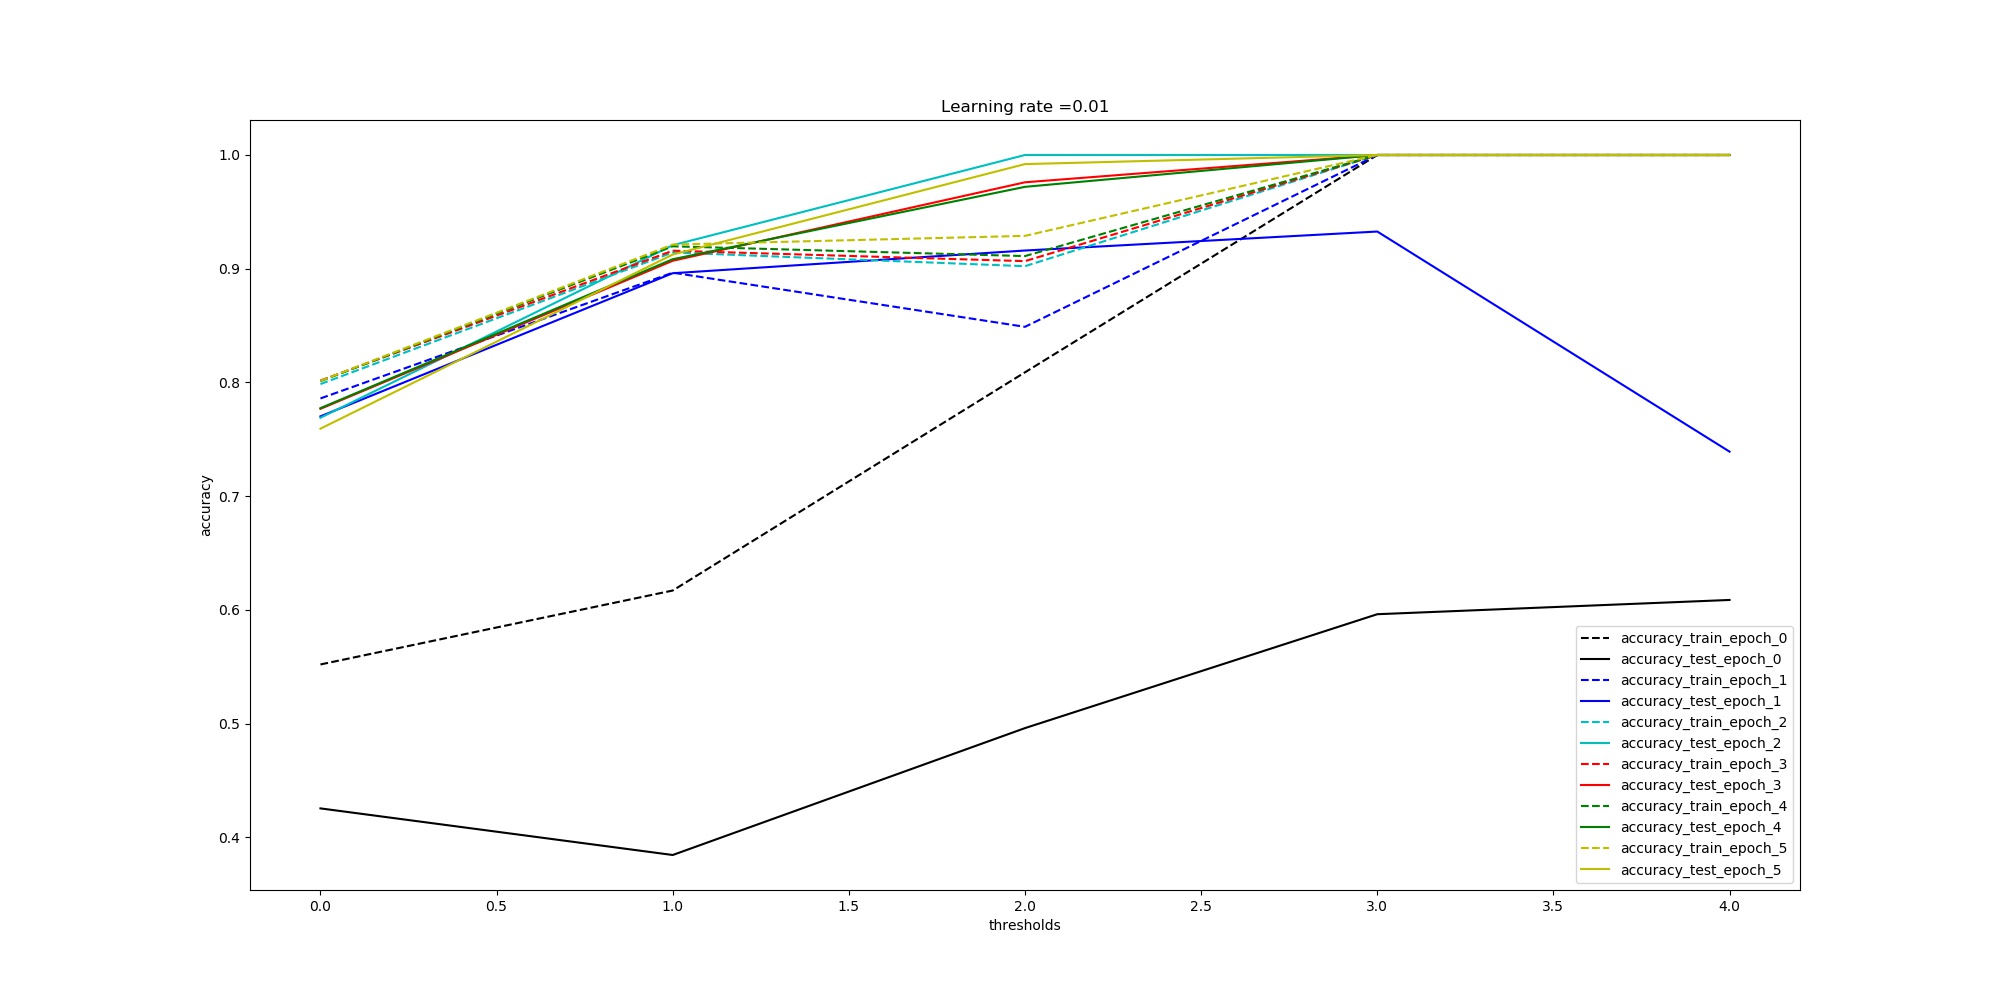 Learning rate =0.01
1.0
0.9
0.8
0.7
0.6
0.5
0.4
accuracy
accuracy_train_epoch_0
accuracy_test_epoch_0
accuracy_train_epoch_1
accuracy_test_epoch_1
accuracy_train_epoch_2
accuracy_test_epoch_2
accuracy_train_epoch_3
accuracy_test_epoch_3
accuracy_train_epoch_4
accuracy_test_epoch_4
accuracy_train_epoch_5
accuracy_test_epoch_5
0.0 0.5 1.0 1.5 2.0 2.5 3.0 3.5 4.0
thresholds